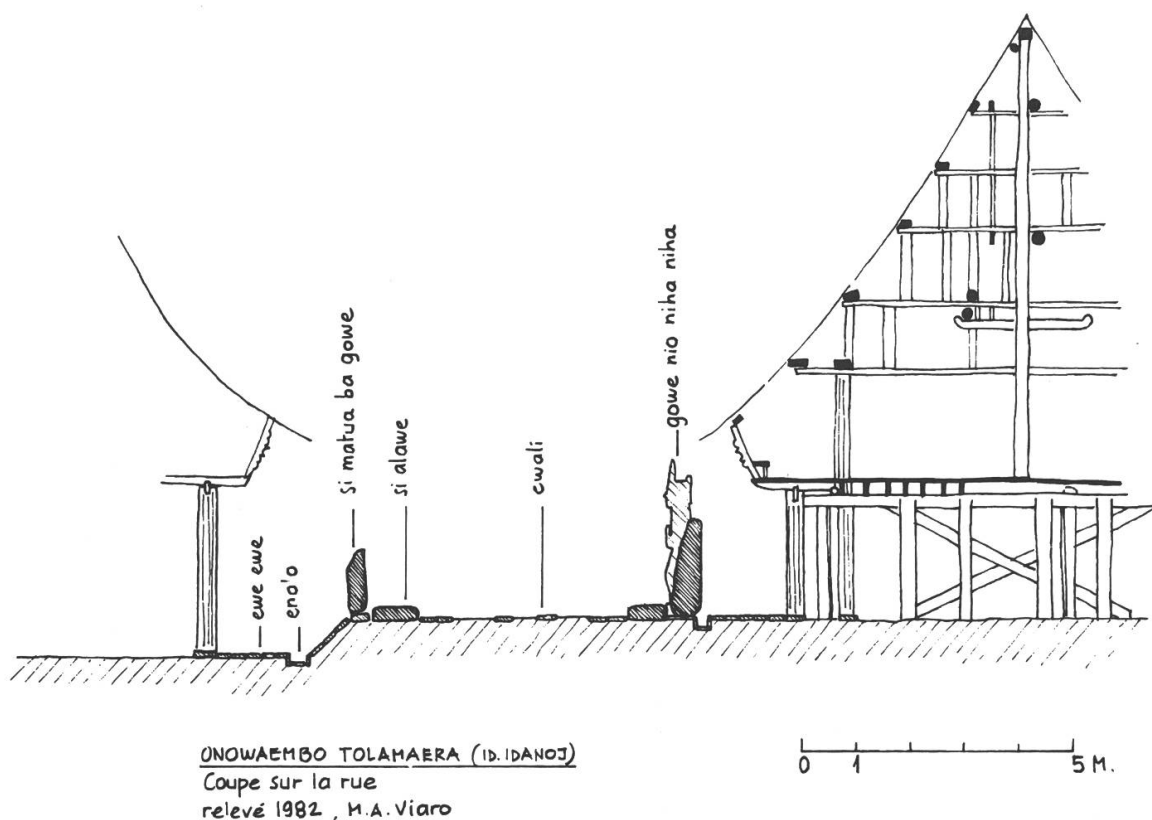 ewe ewe
eno'o
si matua ba gowe
si alawe
ewali
gowe nio niha niha
ONOWAEMBO TOLAMAERA (ID.IDANOJ)
Coupe sur la rue
relevé 1982, M.A. Viaro
0 1 5 M.